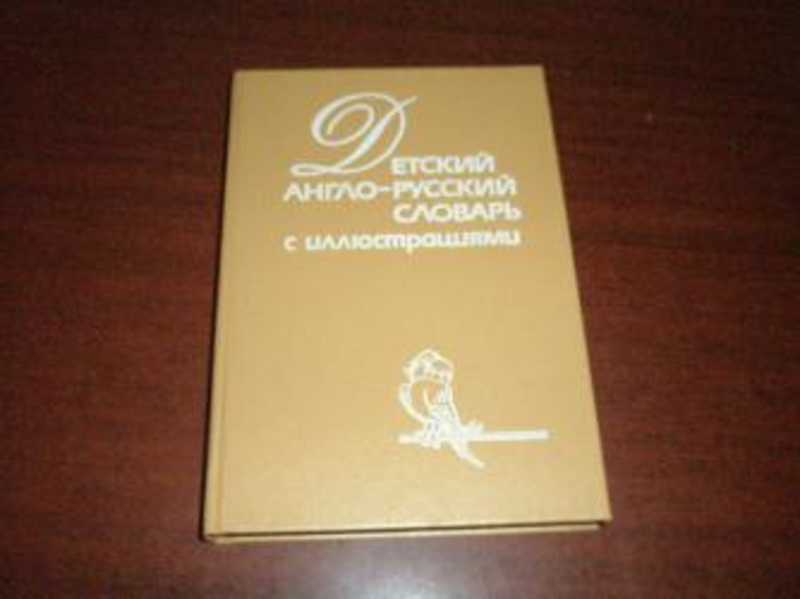 Детский
англо-русский
словарь
с иллюстрациями